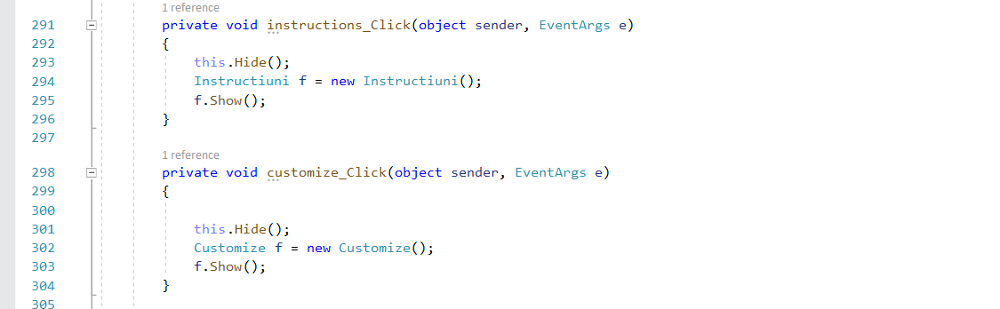 1 reference
291 private void instructions_Click(object sender, EventArgs e)
292 {
293 this.Hide();
294 Instructiuni f = new Instructiuni();
295 f.Show();
296 }
297
1 reference
298 private void customize_Click(object sender, EventArgs e)
299 {
300
301 this.Hide();
302 Customize f = new Customize();
303 f.Show();
304 }
305